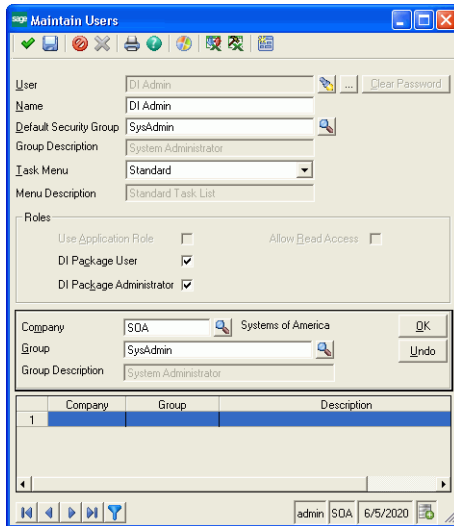 sage Maintain Users
User DI Admin ... Clear Password
Name DI Admin
Default Security Group SysAdmin
Group Description System Administrator
Task Menu Standard
Menu Description Standard Task List
Roles
Use Application Role Allow Read Access
DI Package User
DI Package Administrator
Company SOA Systems of America OK
Group SysAdmin Undo
Group Description System Administrator
Company Group Description
1
admin SOA 6/5/2020